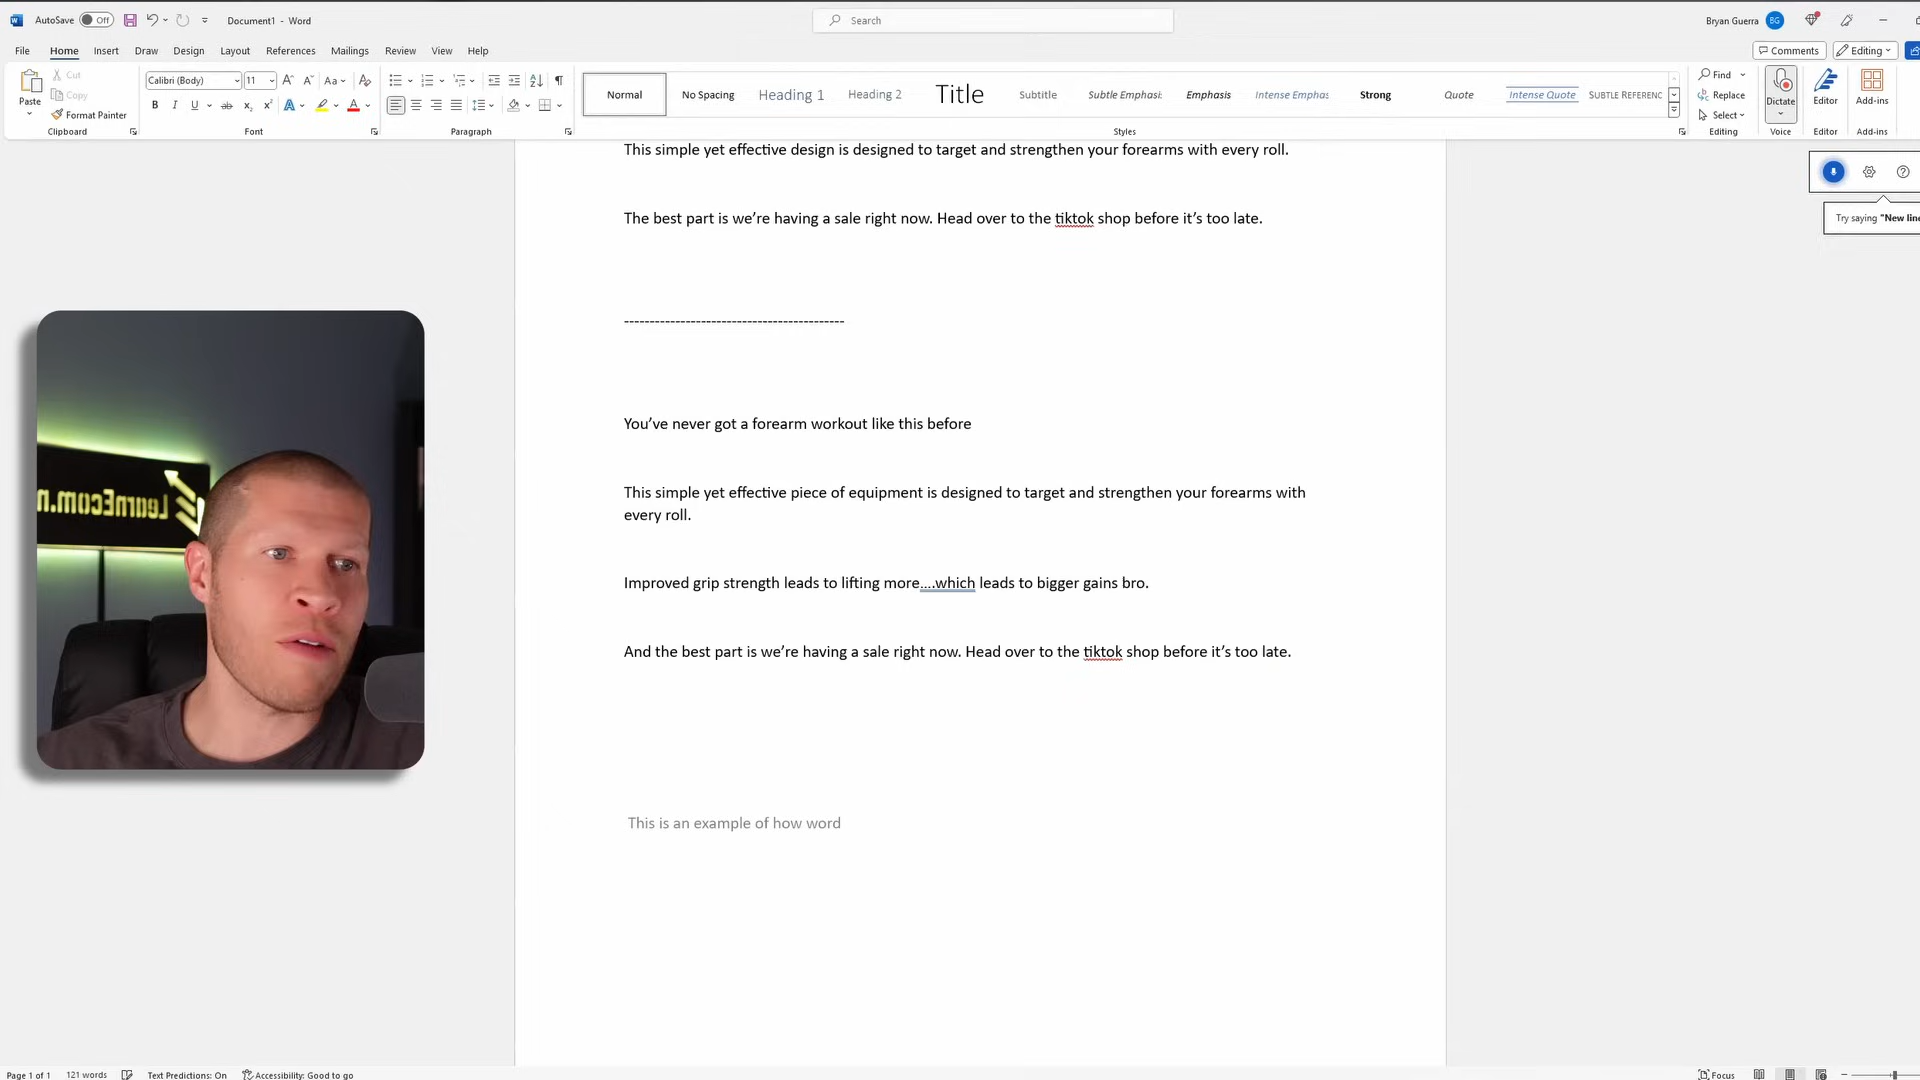 AutoSave Off Document1 - Word Search Bryan Guerra BG
File Home Insert Draw Design Layout References Mailings Review View Help Comments Editing
Paste Cut Copy Format Painter Clipboard
Calibri (Body) 11 Font
Paragraph
Normal No Spacing Heading 1 Heading 2 Title Subtitle Subtle Emphasis Emphasis Intense Emphas Strong Quote Intense Quote SUBTLE REFERENC
Styles
Find Replace Select Editing
Dictate Voice
Editor Editor
Add-ins Add-ins
Try saying "New line
This simple yet effective design is designed to target and strengthen your forearms with every roll.
The best part is we’re having a sale right now. Head over to the tiktok shop before it’s too late.
-------------------------------------------
You’ve never got a forearm workout like this before
This simple yet effective piece of equipment is designed to target and strengthen your forearms with
every roll.
Improved grip strength leads to lifting more....which leads to bigger gains bro.
And the best part is we’re having a sale right now. Head over to the tiktok shop before it’s too late.
This is an example of how word
LearnEcom.n
Page 1 of 1 121 words Text Predictions: On Accessibility: Good to go Focus